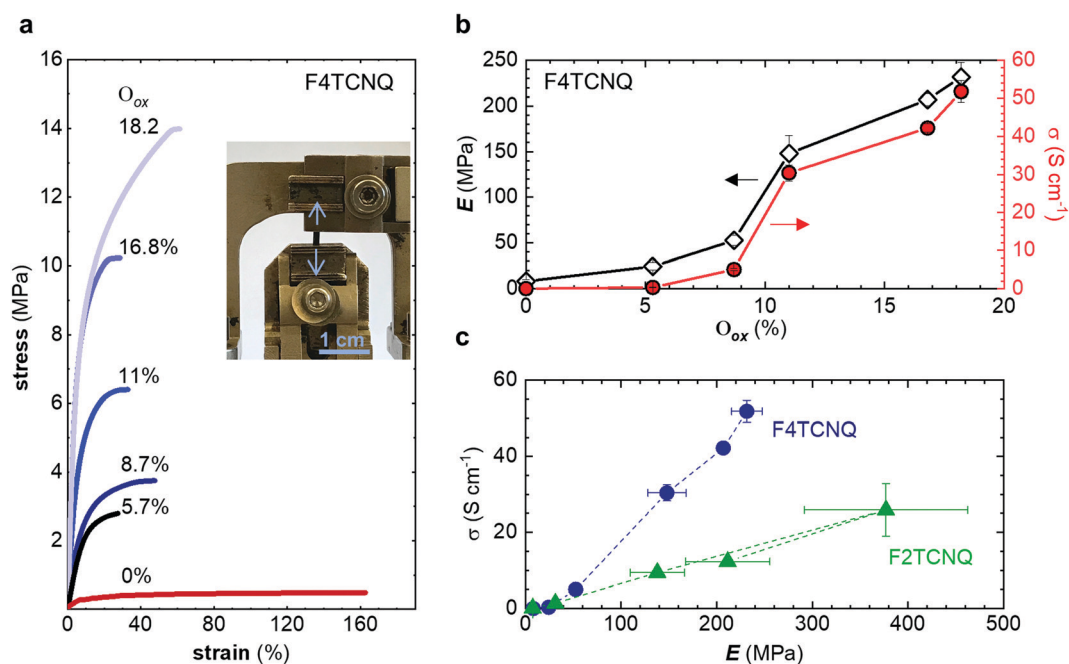 a
16
14
12
10
8
6
4
2
0
40
80
120
160
stress (MPa)
strain (%)
F4TCNQ
Oox
18.2
16.8%
11%
8.7%
5.7%
0%
1 cm
b
F4TCNQ
250
200
150
100
50
0
E (MPa)
60
50
40
30
20
10
0
σ (S cm⁻¹)
0
5
10
15
20
Oox (%)
c
60
40
20
0
σ (S cm⁻¹)
F4TCNQ
F2TCNQ
0
100
200
300
400
500
E (MPa)